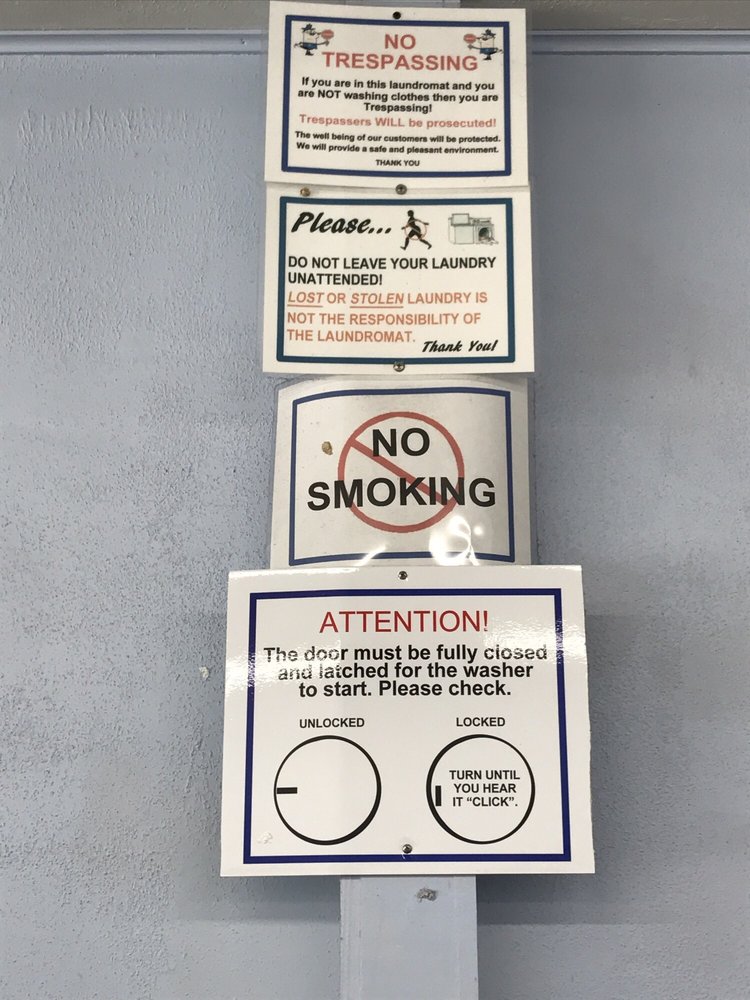 NO
TRESPASSING
If you are in this laundromat and you
are NOT washing clothes then you are
Trespassing!
Trespassers WILL be prosecuted!
The well being of our customers will be protected.
We will provide a safe and pleasant environment.
THANK YOU
Please...
DO NOT LEAVE YOUR LAUNDRY
UNATTENDED!
LOST OR STOLEN LAUNDRY IS
NOT THE RESPONSIBILITY OF
THE LAUNDROMAT.
Thank You!
NO
SMOKING
ATTENTION!
The door must be fully closed
and latched for the washer
to start. Please check.
UNLOCKED
LOCKED
TURN UNTIL
YOU HEAR
IT “CLICK”.